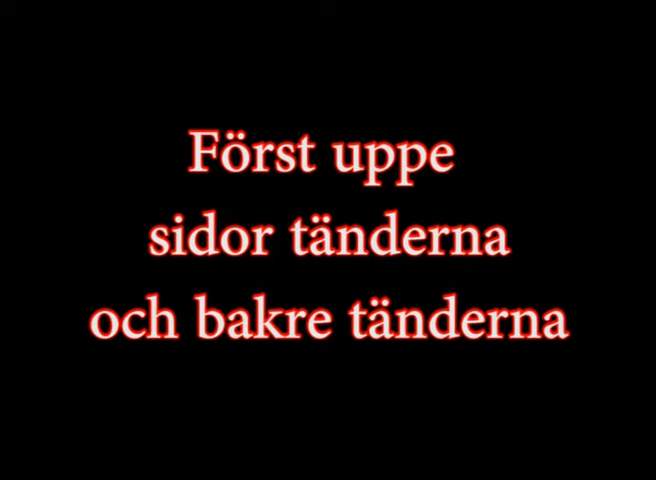 Först uppe
sidor tänderna
och bakre tänderna